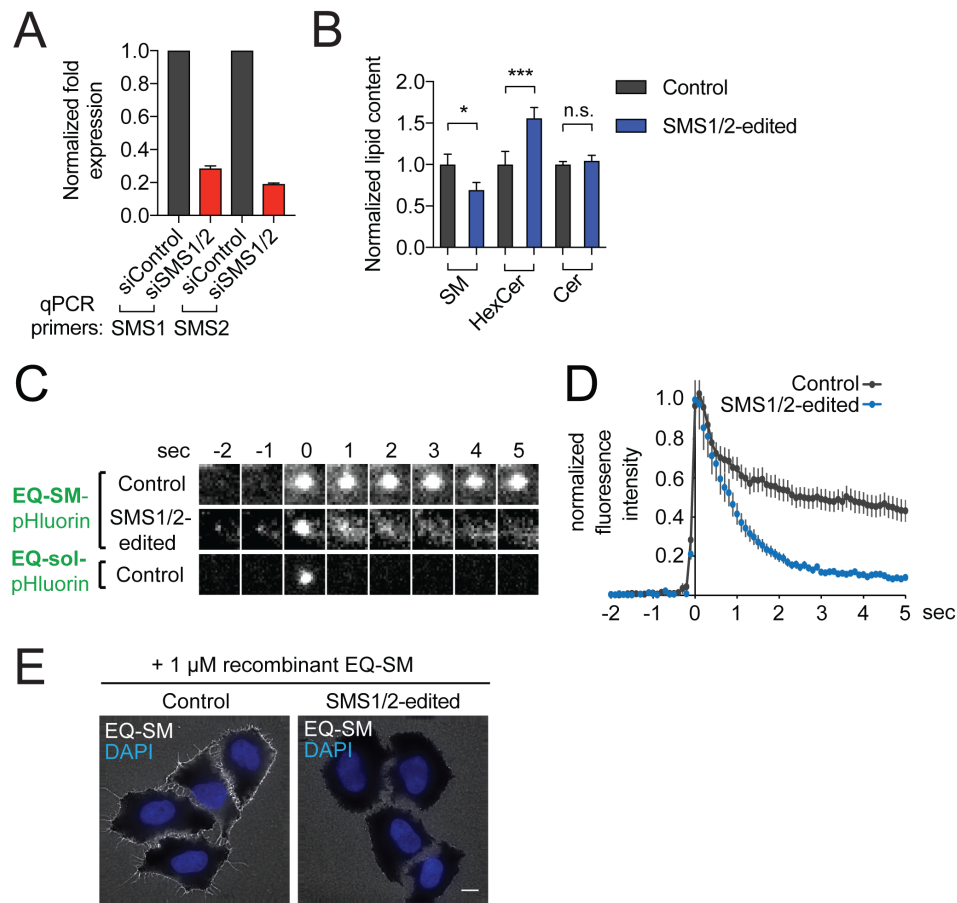 A
Normalized fold
expression
1.0
0.8
0.6
0.4
0.2
0.0
siControl
siSMS1/2
siControl
siSMS1/2
qPCR
primers: SMS1 SMS2
B
Normalized lipid content
2.0
1.5
1.0
0.5
0.0
*
***
n.s.
SM
HexCer
Cer
Control
SMS1/2-edited
C
sec -2 -1 0 1 2 3 4 5
EQ-SM-
pHluorin
Control
SMS1/2-
edited
EQ-sol-
pHluorin
Control
D
normalized
fluoresence
intensity
1.0
0.8
0.6
0.4
0.2
Control
SMS1/2-edited
-2 -1 0 1 2 3 4 5 sec
E
+ 1 µM recombinant EQ-SM
Control SMS1/2-edited
EQ-SM
DAPI
EQ-SM
DAPI